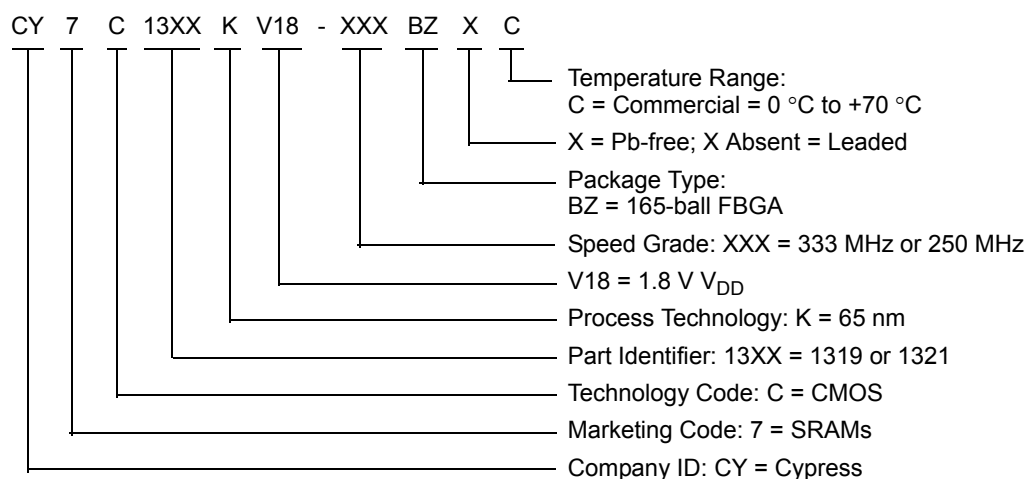 CY 7 C 13XX K V18 - XXX BZ X C
Temperature Range:
C = Commercial = 0 °C to +70 °C
X = Pb-free; X Absent = Leaded
Package Type:
BZ = 165-ball FBGA
Speed Grade: XXX = 333 MHz or 250 MHz
V18 = 1.8 V VDD
Process Technology: K = 65 nm
Part Identifier: 13XX = 1319 or 1321
Technology Code: C = CMOS
Marketing Code: 7 = SRAMs
Company ID: CY = Cypress